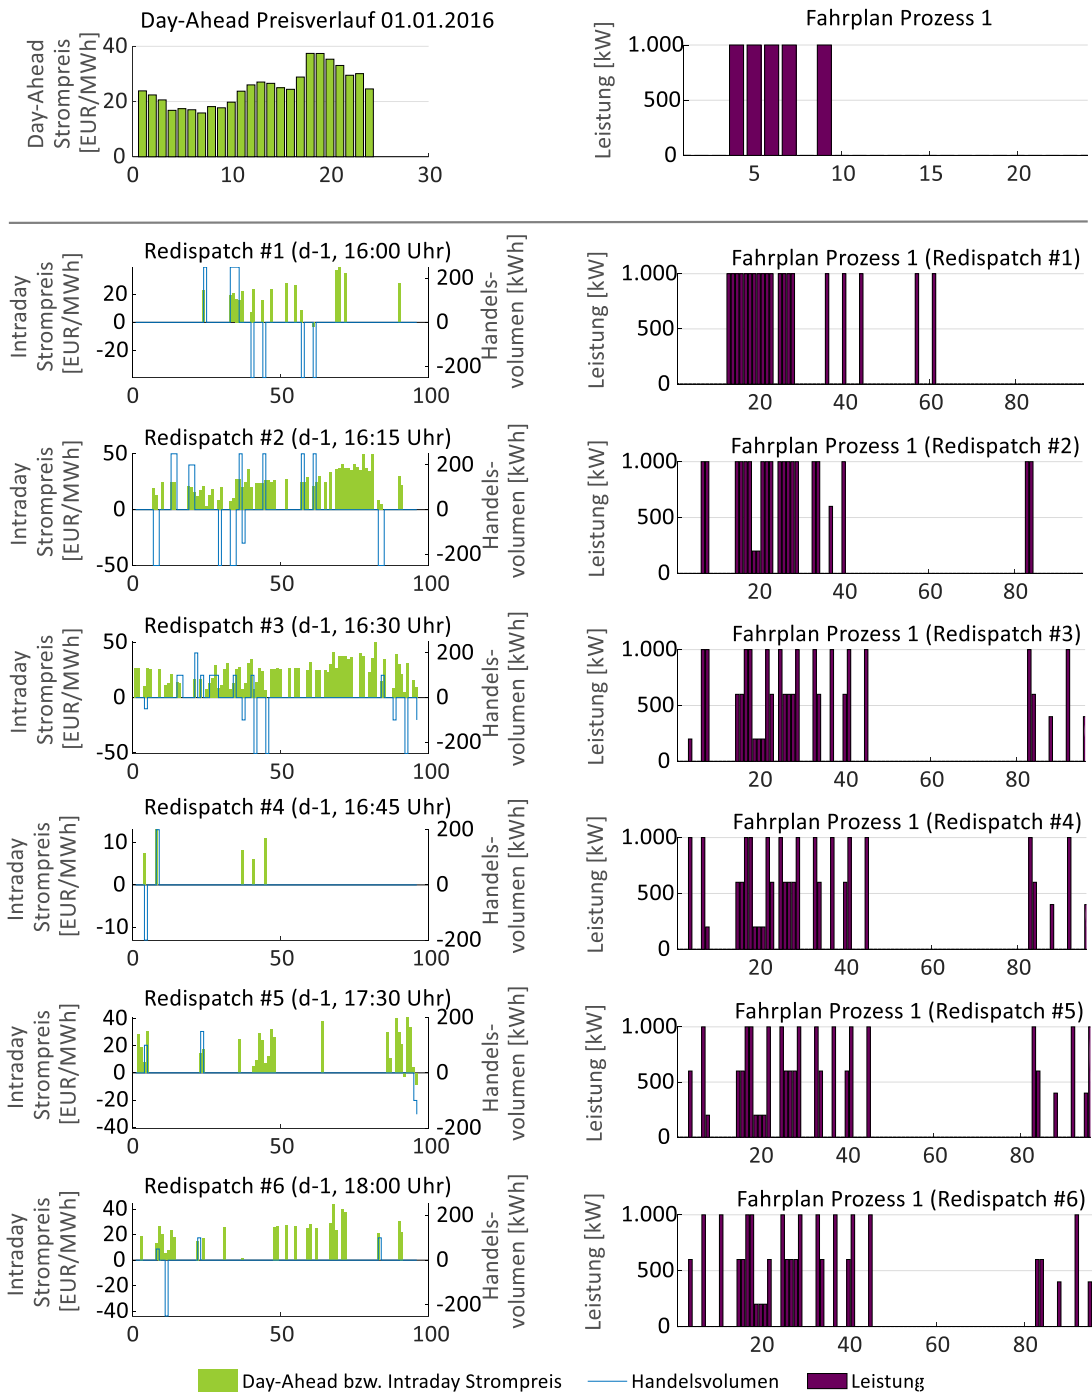 Day-Ahead Preisverlauf 01.01.2016
Day-Ahead
Strompreis
[EUR/MWh]
40
20
0
0 10 20 30
Fahrplan Prozess 1
Leistung [kW]
1.000
500
0
5 10 15 20
Redispatch #1 (d-1, 16:00 Uhr)
Intraday
Strompreis
[EUR/MWh]
20
0
-20
0 50 100
200
0
-200
Handels-
volumen [kWh]
Fahrplan Prozess 1 (Redispatch #1)
Leistung [kW]
1.000
500
0
20 40 60 80
Redispatch #2 (d-1, 16:15 Uhr)
Intraday
Strompreis
[EUR/MWh]
50
0
-50
0 50 100
200
0
-200
Handels-
volumen [kWh]
Fahrplan Prozess 1 (Redispatch #2)
Leistung [kW]
1.000
500
0
20 40 60 80
Redispatch #3 (d-1, 16:30 Uhr)
Intraday
Strompreis
[EUR/MWh]
50
0
-50
0 50 100
200
0
-200
Handels-
volumen [kWh]
Fahrplan Prozess 1 (Redispatch #3)
Leistung [kW]
1.000
500
0
20 40 60 80
Redispatch #4 (d-1, 16:45 Uhr)
Intraday
Strompreis
[EUR/MWh]
10
0
-10
0 50 100
200
0
-200
Handels-
volumen [kWh]
Fahrplan Prozess 1 (Redispatch #4)
Leistung [kW]
1.000
500
0
20 40 60 80
Redispatch #5 (d-1, 17:30 Uhr)
Intraday
Strompreis
[EUR/MWh]
40
20
0
-20
-40
0 50 100
200
0
-200
Handels-
volumen [kWh]
Fahrplan Prozess 1 (Redispatch #5)
Leistung [kW]
1.000
500
0
20 40 60 80
Redispatch #6 (d-1, 18:00 Uhr)
Intraday
Strompreis
[EUR/MWh]
40
20
0
-20
-40
0 50 100
200
0
-200
Handels-
volumen [kWh]
Fahrplan Prozess 1 (Redispatch #6)
Leistung [kW]
1.000
500
0
20 40 60 80
Day-Ahead bzw. Intraday Strompreis Handelsvolumen Leistung